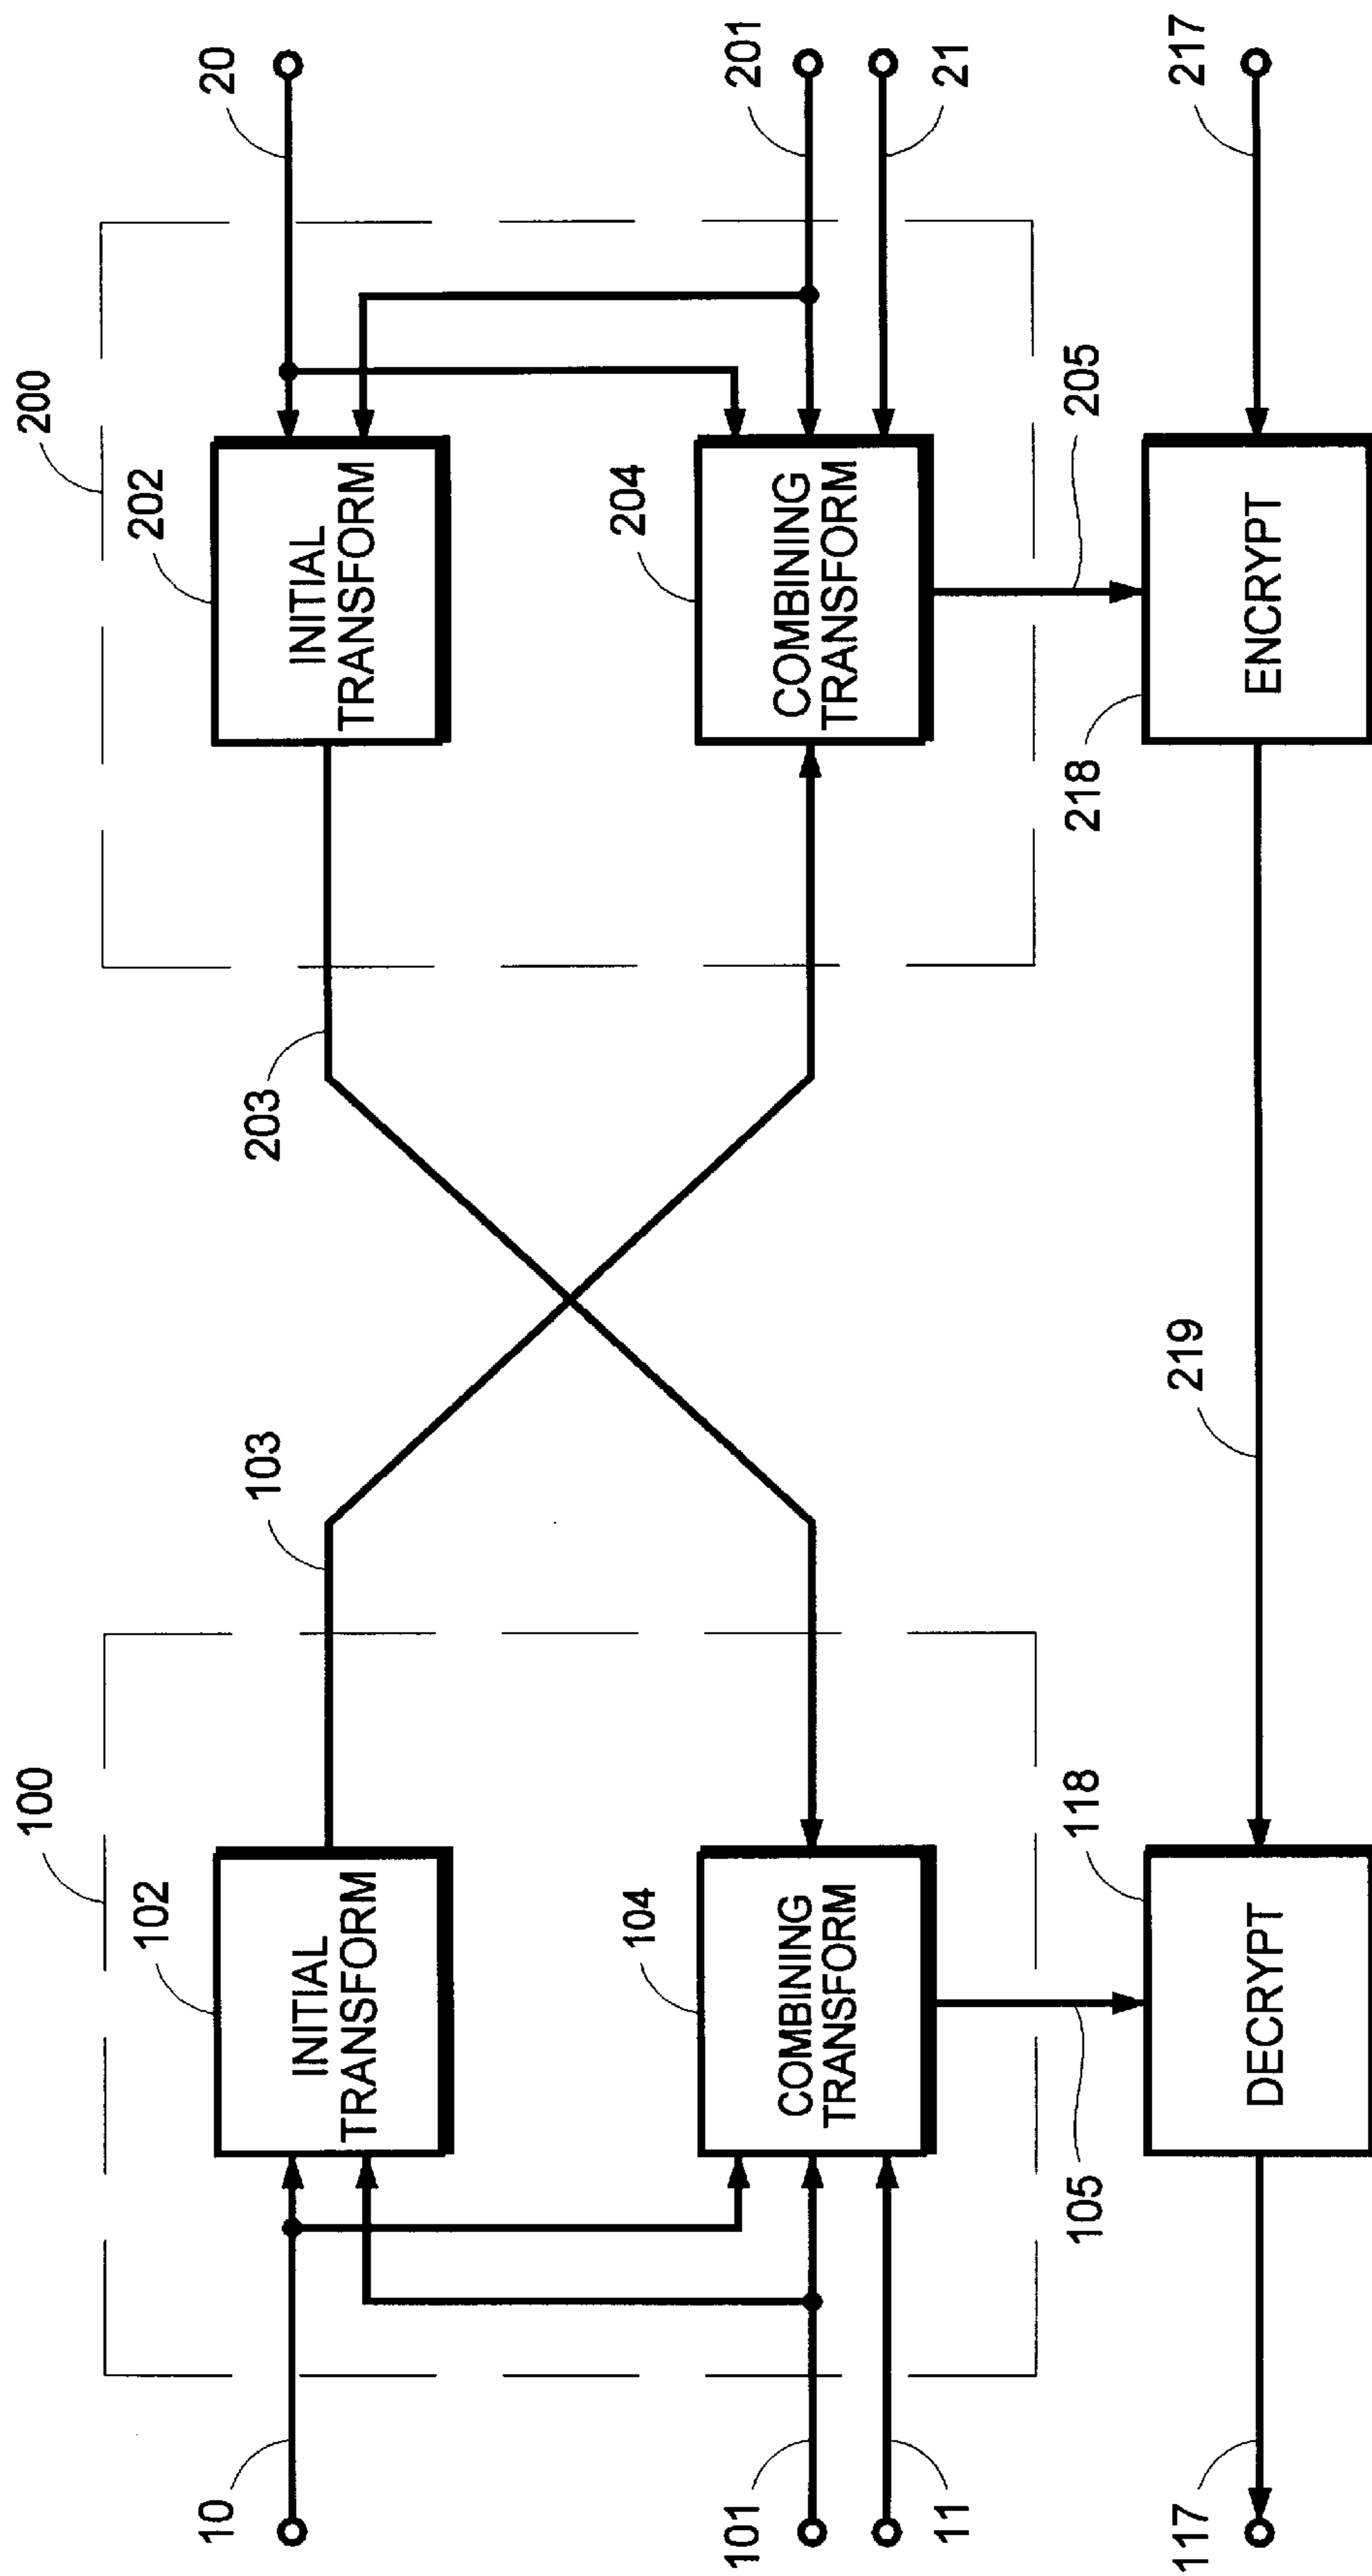 100
200
102
INITIAL
TRANSFORM
103
203
202
INITIAL
TRANSFORM
10
20
104
COMBINING
TRANSFORM
204
COMBINING
TRANSFORM
101
11
201
21
105
205
118
DECRYPT
219
218
ENCRYPT
117
217